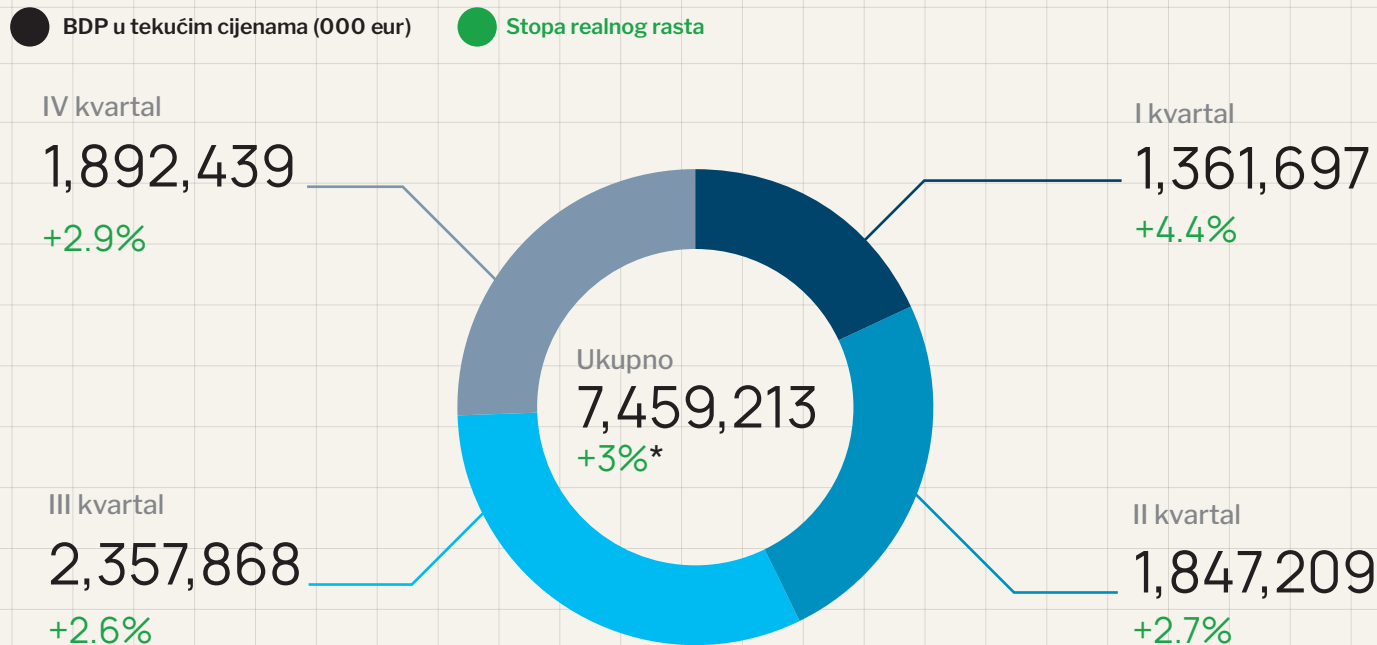 BDP u tekućim cijenama (000 eur)
Stopa realnog rasta
IV kvartal
1,892,439
+2.9%
I kvartal
1,361,697
+4.4%
Ukupno
7,459,213
+3%*
III kvartal
2,357,868
+2.6%
II kvartal
1,847,209
+2.7%